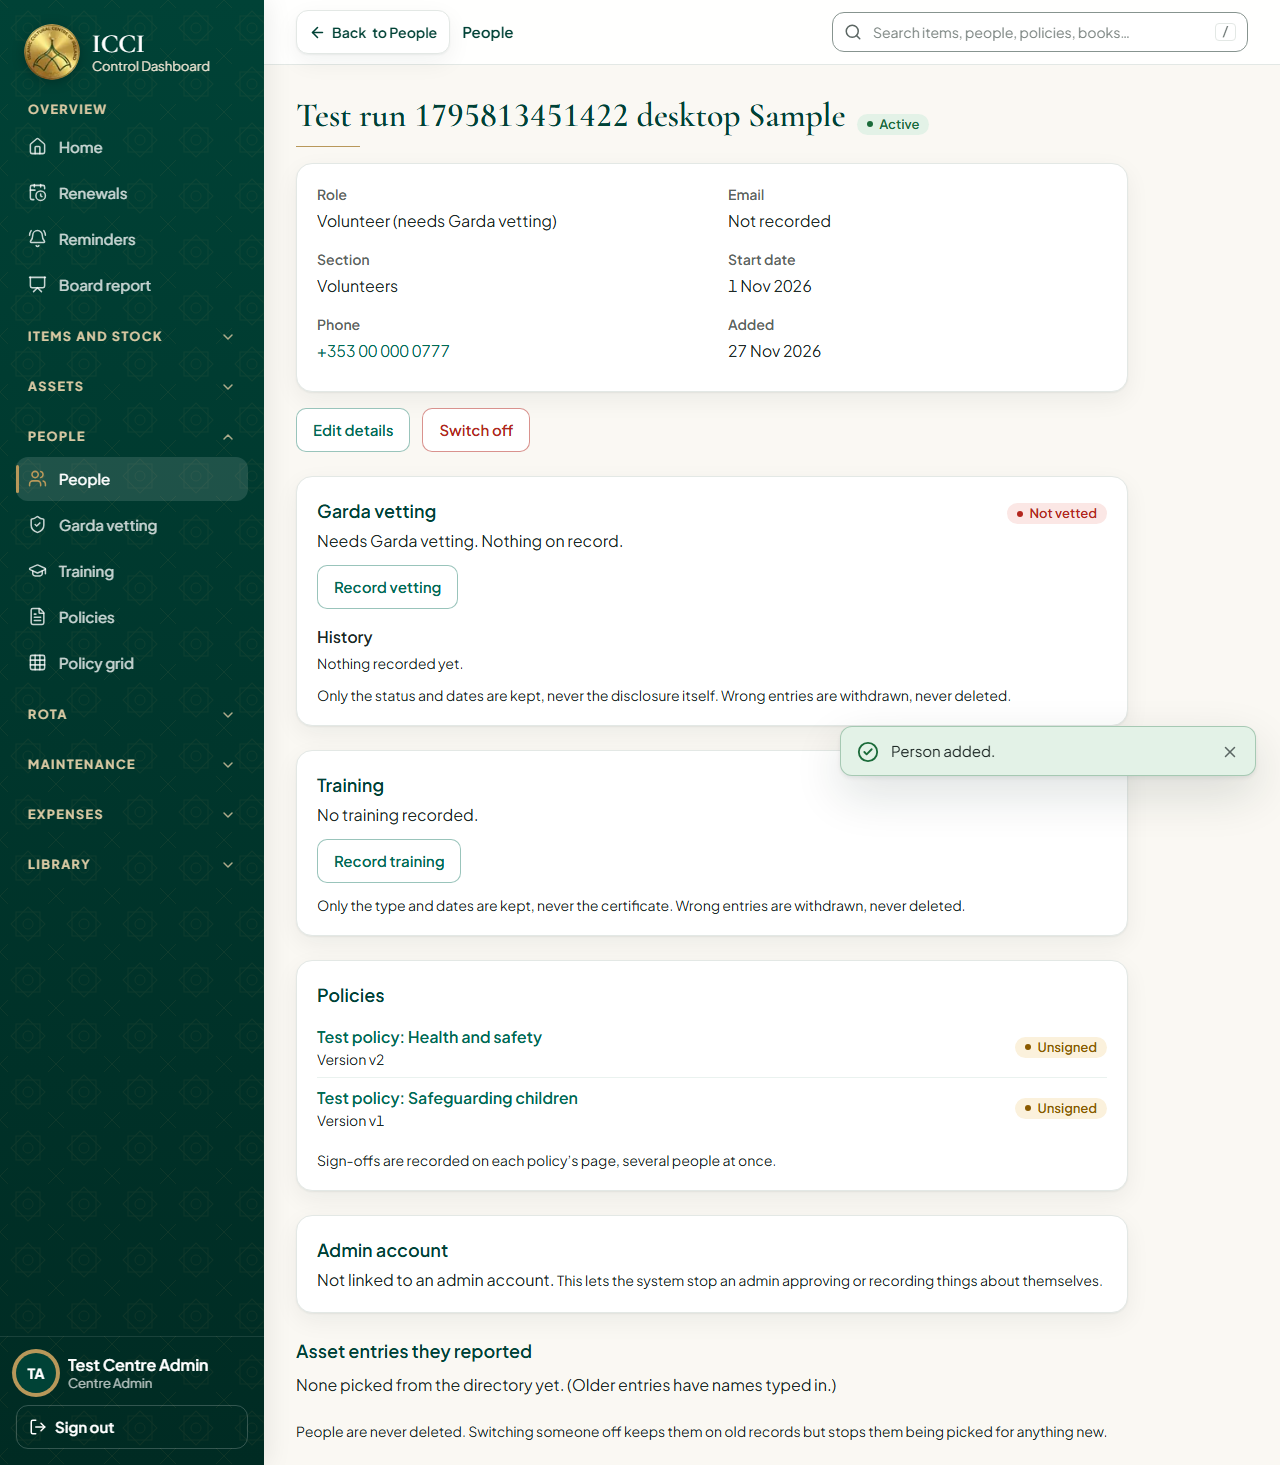 ICCI
Control Dashboard
OVERVIEW
Home
Renewals
Reminders
Board report
ITEMS AND STOCK
ASSETS
PEOPLE
People
Garda vetting
Training
Policies
Policy grid
ROTA
MAINTENANCE
EXPENSES
LIBRARY
TA
Test Centre Admin
Centre Admin
Sign out
Back to People
People
Search items, people, policies, books...
/
Test run 1795813451422 desktop Sample
Active
Role
Volunteer (needs Garda vetting)
Email
Not recorded
Section
Volunteers
Start date
1 Nov 2026
Phone
+353 00 000 0777
Added
27 Nov 2026
Edit details
Switch off
Garda vetting
Not vetted
Needs Garda vetting. Nothing on record.
Record vetting
History
Nothing recorded yet.
Only the status and dates are kept, never the disclosure itself. Wrong entries are withdrawn, never deleted.
Person added.
Training
No training recorded.
Record training
Only the type and dates are kept, never the certificate. Wrong entries are withdrawn, never deleted.
Policies
Test policy: Health and safety
Version v2
Unsigned
Test policy: Safeguarding children
Version v1
Unsigned
Sign-offs are recorded on each policy's page, several people at once.
Admin account
Not linked to an admin account. This lets the system stop an admin approving or recording things about themselves.
Asset entries they reported
None picked from the directory yet. (Older entries have names typed in.)
People are never deleted. Switching someone off keeps them on old records but stops them being picked for anything new.